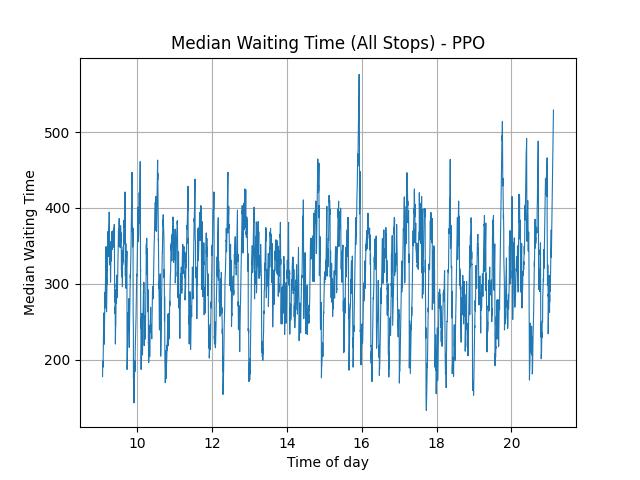 Median Waiting Time (All Stops) - PPO
500
400
300
200
Median Waiting Time
10 12 14 16 18 20
Time of day